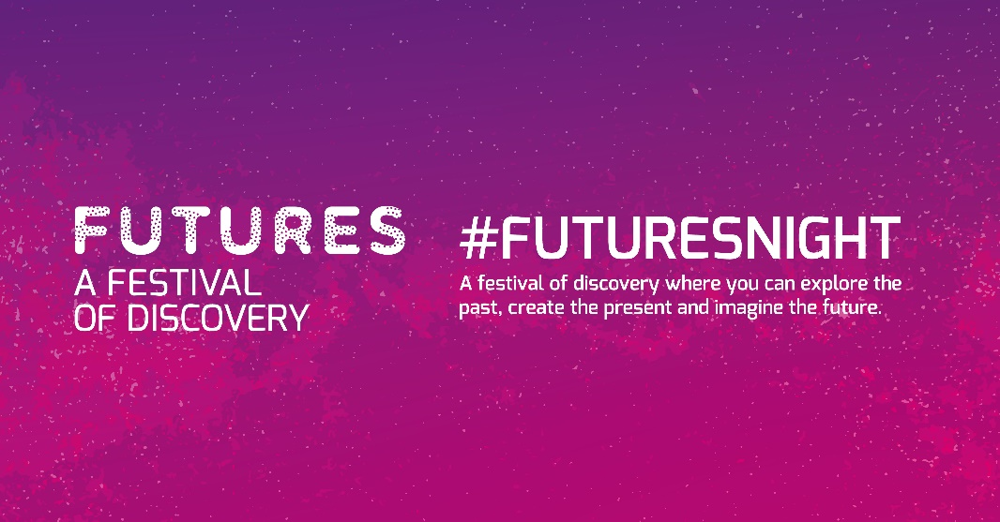 FUTURES
A FESTIVAL
OF DISCOVERY
#FUTURESNIGHT
A festival of discovery where you can explore the
past, create the present and imagine the future.